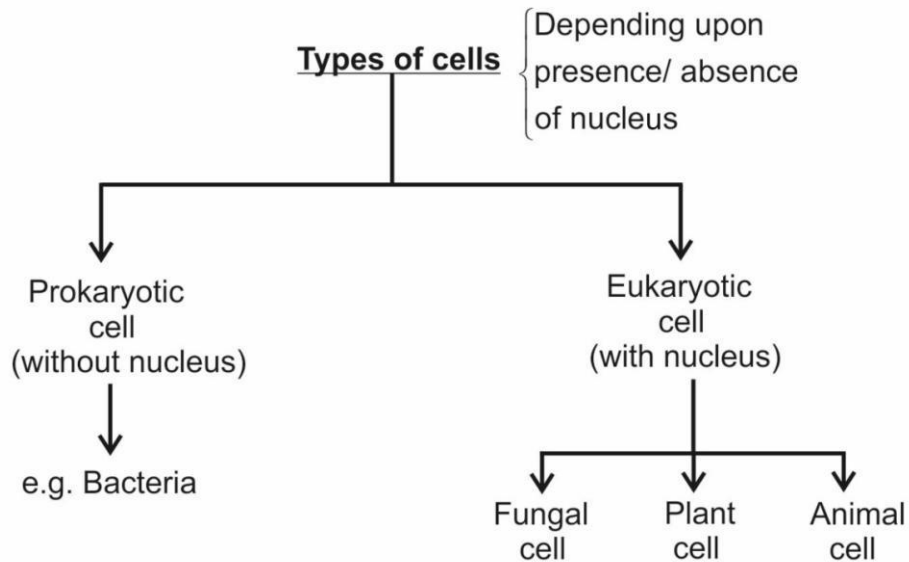 Types of cells
Depending upon
presence/ absence
of nucleus
Prokaryotic
cell
(without nucleus)
e.g. Bacteria
Eukaryotic
cell
(with nucleus)
Fungal
cell
Plant
cell
Animal
cell